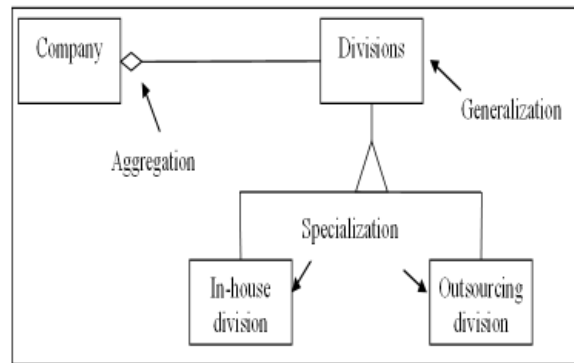 Company
Divisions
Generalization
Aggregation
Specialization
In-house
division
Outsourcing
division